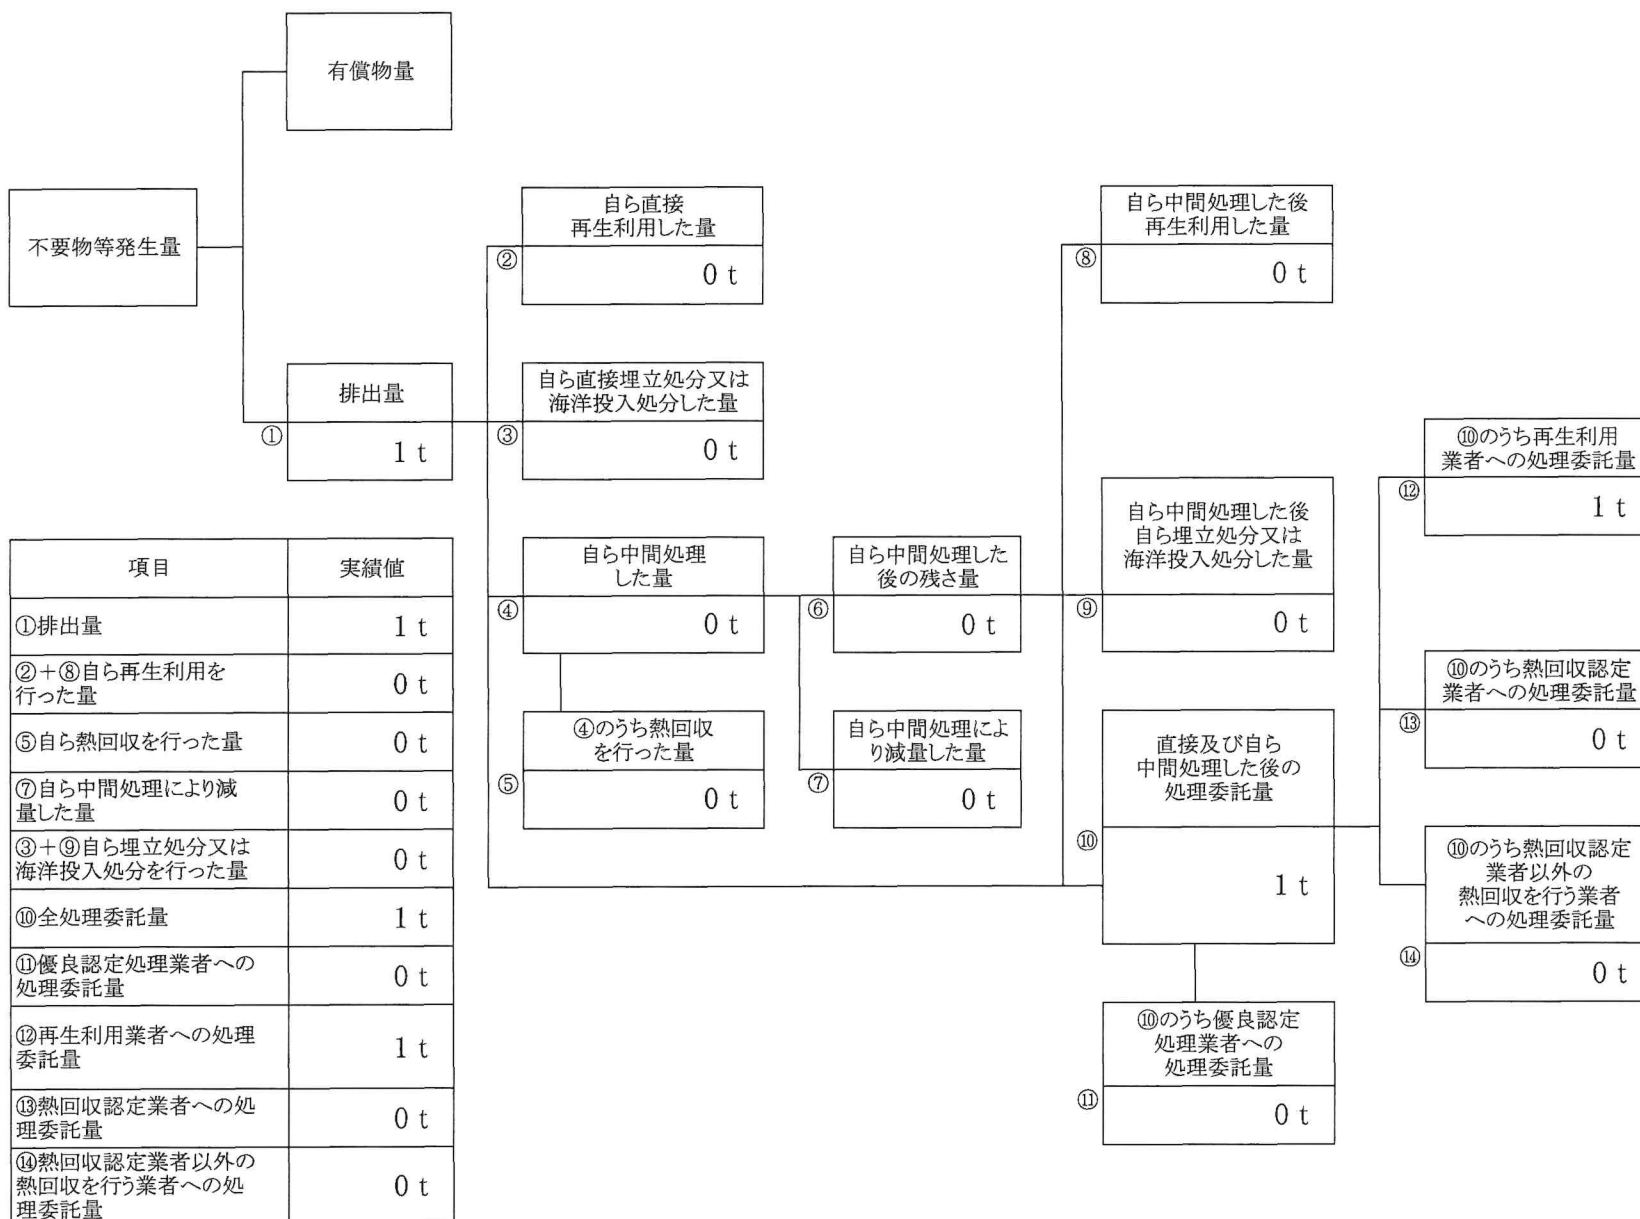 有償物量
不要物等発生量
排出量
①
1 t
自ら直接
再生利用した量
②
0 t
自ら直接埋立処分又は
海洋投入処分した量
③
0 t
自ら中間処理
した量
④
0 t
④のうち熱回収
を行った量
⑤
0 t
自ら中間処理した
後の残さ量
⑥
0 t
自ら中間処理によ
り減量した量
⑦
0 t
自ら中間処理した後
再生利用した量
⑧
0 t
自ら中間処理した後
自ら埋立処分又は
海洋投入処分した量
⑨
0 t
直接及び自ら
中間処理した後の
処理委託量
⑩
1 t
⑩のうち優良認定
処理業者への
処理委託量
⑪
0 t
⑩のうち再生利用
業者への処理委託量
⑫
1 t
⑩のうち熱回収認定
業者への処理委託量
⑬
0 t
⑩のうち熱回収認定
業者以外の
熱回収を行う業者
への処理委託量
⑭
0 t
項目 実績値
①排出量 1 t
②+⑧自ら再生利用を
行った量 0 t
⑤自ら熱回収を行った量 0 t
⑦自ら中間処理により減
量した量 0 t
③+⑨自ら埋立処分又は
海洋投入処分を行った量 0 t
⑩全処理委託量 1 t
⑪優良認定処理業者への
処理委託量 0 t
⑫再生利用業者への処理
委託量 1 t
⑬熱回収認定業者への処
理委託量 0 t
⑭熱回収認定業者以外の
熱回収を行う業者への処
理委託量 0 t